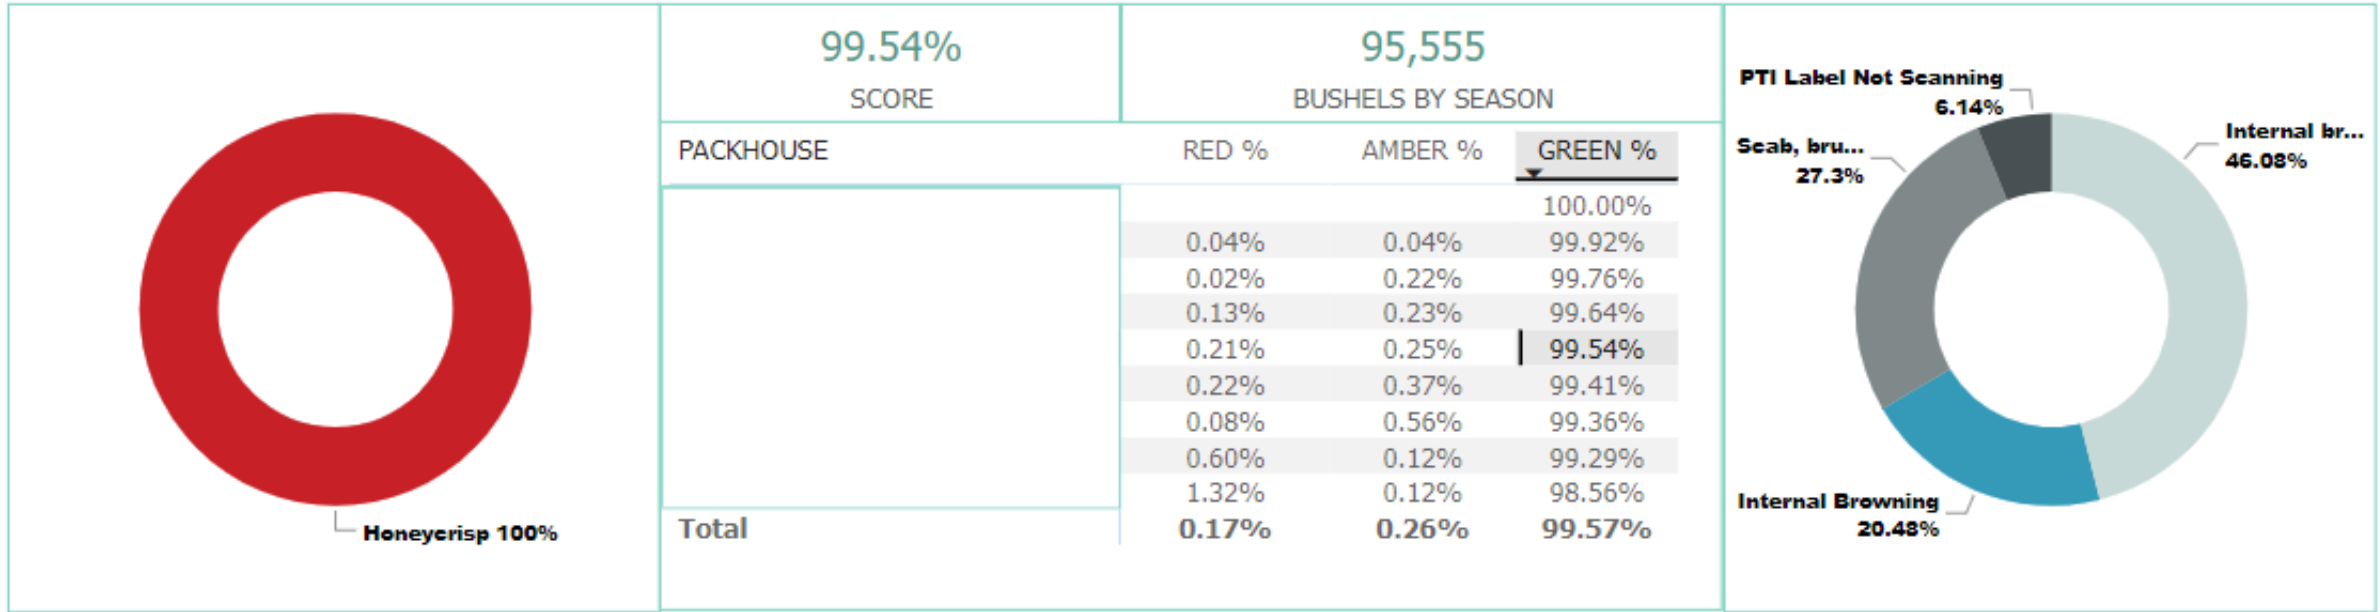 Honeycrisp 100%
99.54%
SCORE
95,555
BUSHELS BY SEASON
PACKHOUSE RED % AMBER % GREEN %
100.00%
0.04% 0.04% 99.92%
0.02% 0.22% 99.76%
0.13% 0.23% 99.64%
0.21% 0.25% 99.54%
0.22% 0.37% 99.41%
0.08% 0.56% 99.36%
0.60% 0.12% 99.29%
1.32% 0.12% 98.56%
Total 0.17% 0.26% 99.57%
PTI Label Not Scanning
6.14%
Internal br...
46.08%
Scab, bru...
27.3%
Internal Browning
20.48%